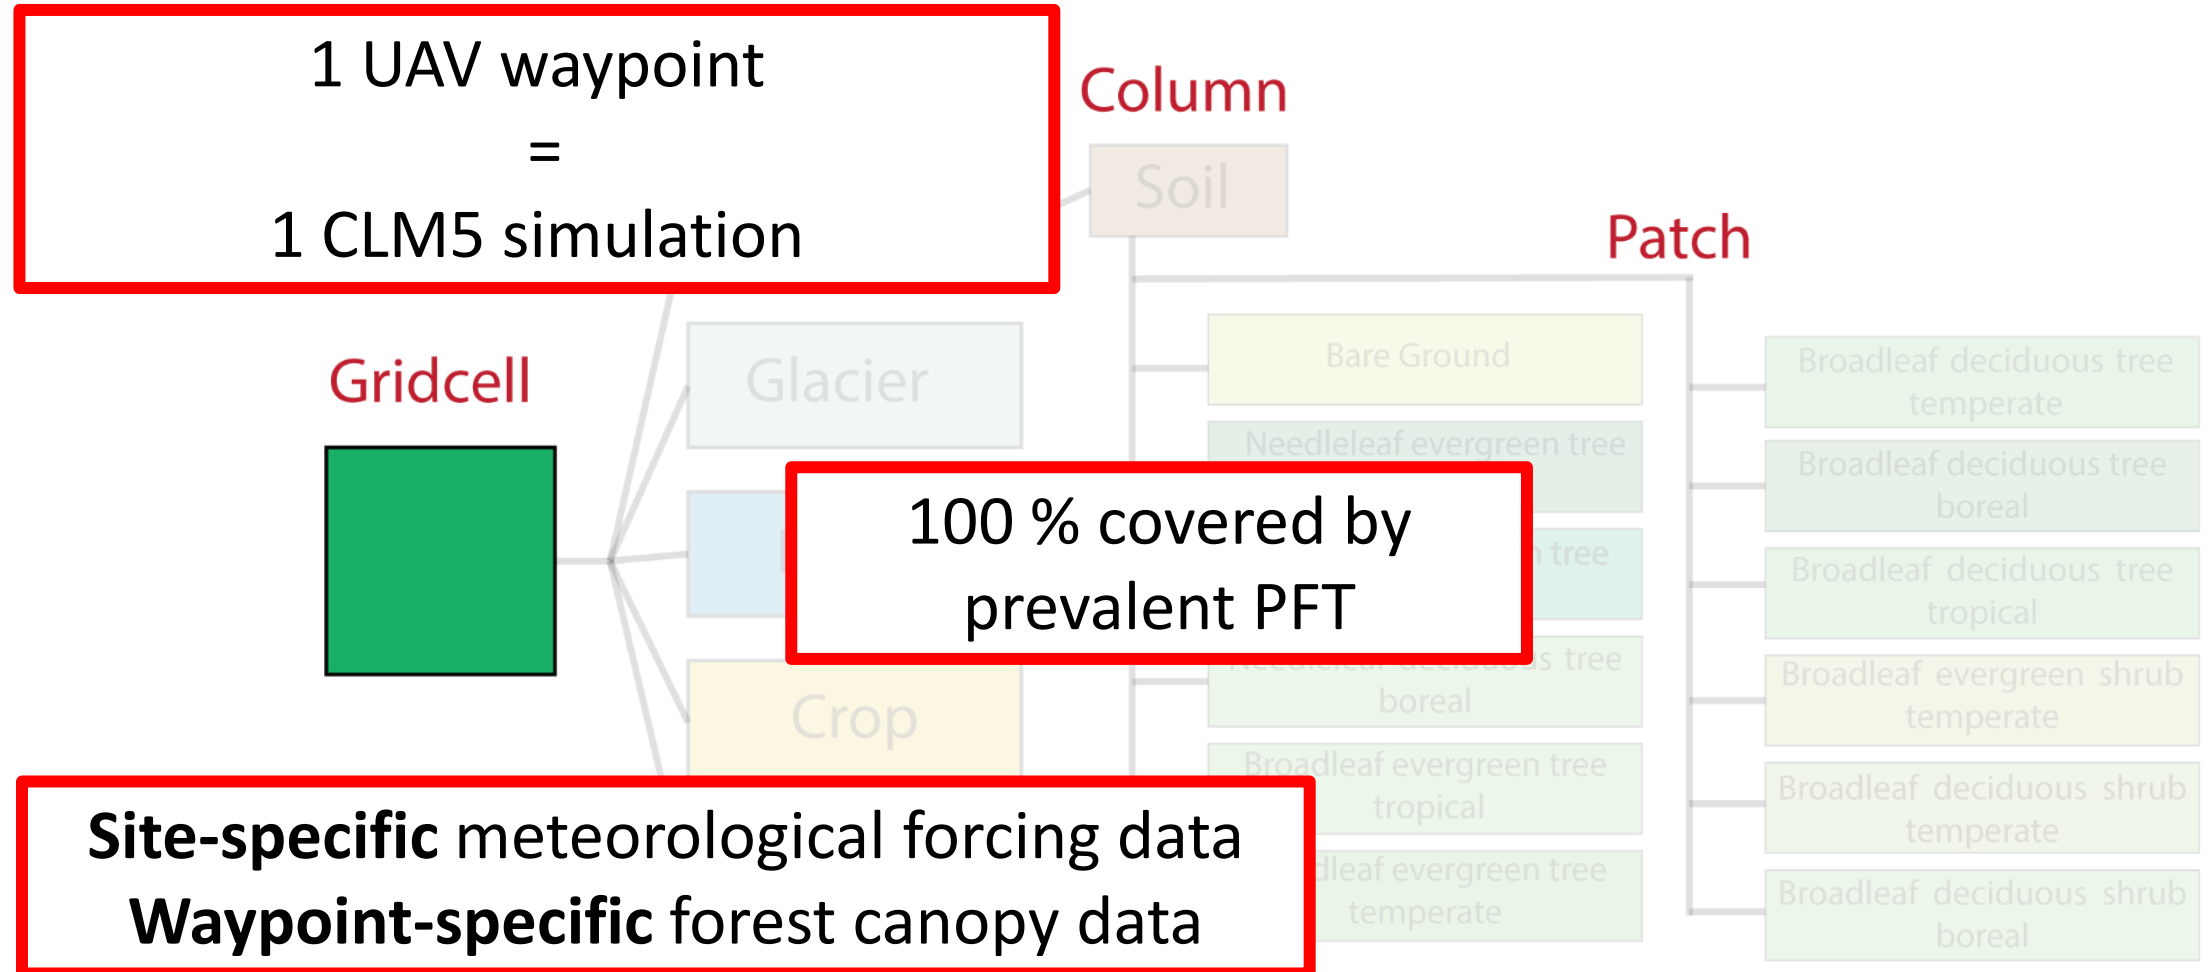 1 UAV waypoint
=
1 CLM5 simulation
Column
Soil
Patch
Gridcell
Glacier
Crop
Bare Ground
Needleleaf evergreen tree
100 % covered by
prevalent PFT
tree
tree
boreal
Broadleaf evergreen tree
tropical
evergreen tree
temperate
Broadleaf deciduous tree
temperate
Broadleaf deciduous tree
boreal
Broadleaf deciduous tree
tropical
Broadleaf evergreen shrub
temperate
Broadleaf deciduous shrub
temperate
Broadleaf deciduous shrub
boreal
Site-specific meteorological forcing data
Waypoint-specific forest canopy data